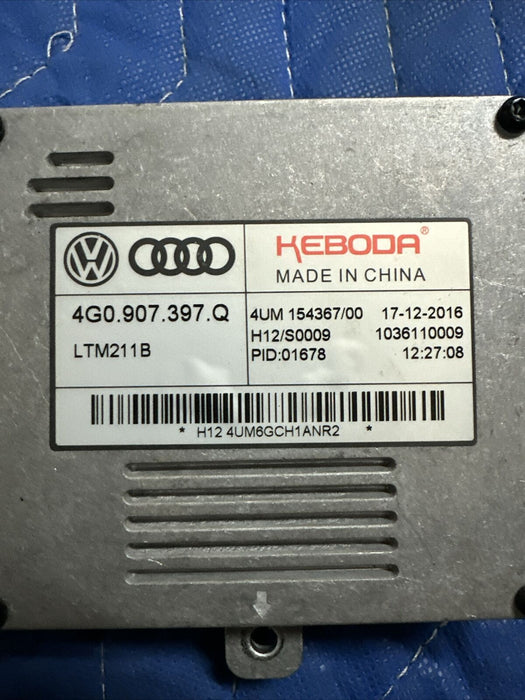 KEBODA®
MADE IN CHINA
4G0.907.397.Q
LTM211B
4UM 154367/00 17-12-2016
H12/S0009 1036110009
PID:01678 12:27:08
* H12 4UM6GCH1ANR2 *